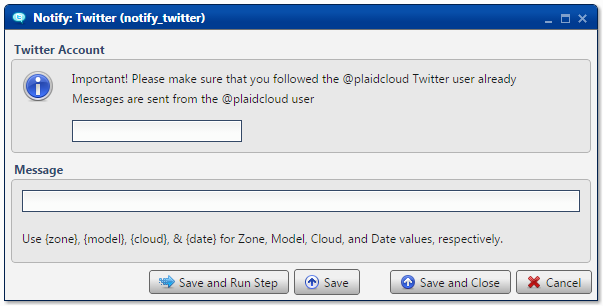 Notify: Twitter (notify_twitter)
Twitter Account
Important! Please make sure that you followed the @plaidcloud Twitter user already
Messages are sent from the @plaidcloud user
Message
Use {zone}, {model}, {cloud}, & {date} for Zone, Model, Cloud, and Date values, respectively.
Save and Run Step Save Save and Close Cancel